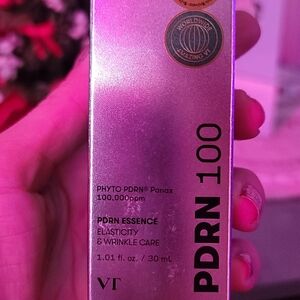 WORLDWIDE
PDRN 100
PHYTO PDRN® Panax
100,000ppm
PDRN ESSENCE
ELASTICITY
& WRINKLE CARE
1.01 fl. oz. / 30 mL
VT